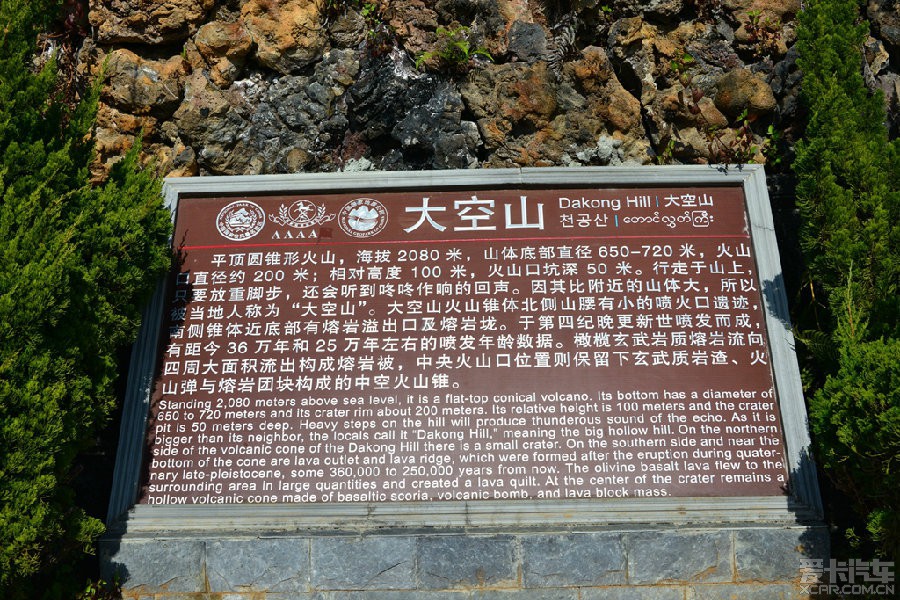 AAAA
大空山 Dakong Hill 大空山
천공산 တောင်လွတ်ကြီး
平顶圆锥形火山，海拔 2080 米，山体底部直径 650-720 米，火山
口直径约 200 米；相对高度 100 米，火山口坑深 50 米。行走于山上，
只要放重脚步，还会听到咚咚作响的回声。因其比附近的山体大，所以
被当地人称为“大空山”。大空山火山锥体北侧山腰有小的喷火口遗迹，
南侧锥体近底部有熔岩溢出口及熔岩垅。于第四纪晚更新世喷发而成，
有距今 36 万年和 25 万年左右的喷发年龄数据。橄榄玄武岩质熔岩流向
四周大面积流出构成熔岩被，中央火山口位置则保留下玄武质岩渣、火
山弹与熔岩团块构成的中空火山锥。
Standing 2,080 meters above sea level, it is a flat-top conical volcano. Its bottom has a diameter of
650 to 720 meters and its crater rim about 200 meters. Its relative height is 100 meters and the crater
pit is 50 meters deep. Heavy steps on the hill will produce thunderous sound of the echo. As it is
bigger than its neighbor, the locals call it "Dakong Hill," meaning the big hollow hill. On the northern
side of the volcanic cone of the Dakong Hill there is a small crater. On the southern side and near the
bottom of the cone are lava outlet and lava ridge, which were formed after the eruption during quater-
nary lato-pleistocene, some 360,000 to 250,000 years from now. The olivine basalt lava flew to the
surrounding area in large quantities and created a lava quilt. At the center of the crater remains a
hollow volcanic cone made of beseltic scoria, volcanic bomb, and lava block mass.
爱卡汽车
XCAR.COM.CN